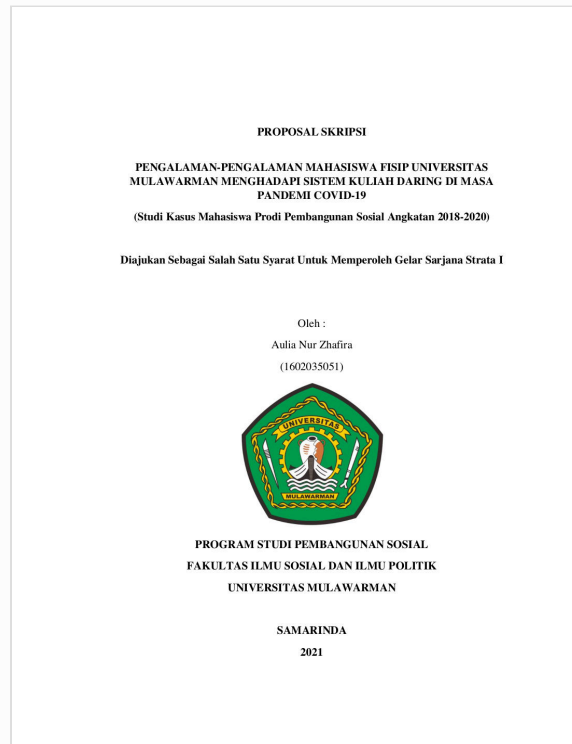 PROPOSAL SKRIPSI
PENGALAMAN-PENGALAMAN MAHASISWA FISIP UNIVERSITAS
MULAWARMAN MENGHADAPI SISTEM KULIAH DARING DI MASA
PANDEMI COVID-19
(Studi Kasus Mahasiswa Prodi Pembangunan Sosial Angkatan 2018-2020)
Diajukan Sebagai Salah Satu Syarat Untuk Memperoleh Gelar Sarjana Strata I
Oleh :
Aulia Nur Zhafira
(1602035051)
UNIVERSITAS
MULAWARMAN
PROGRAM STUDI PEMBANGUNAN SOSIAL
FAKULTAS ILMU SOSIAL DAN ILMU POLITIK
UNIVERSITAS MULAWARMAN
SAMARINDA
2021